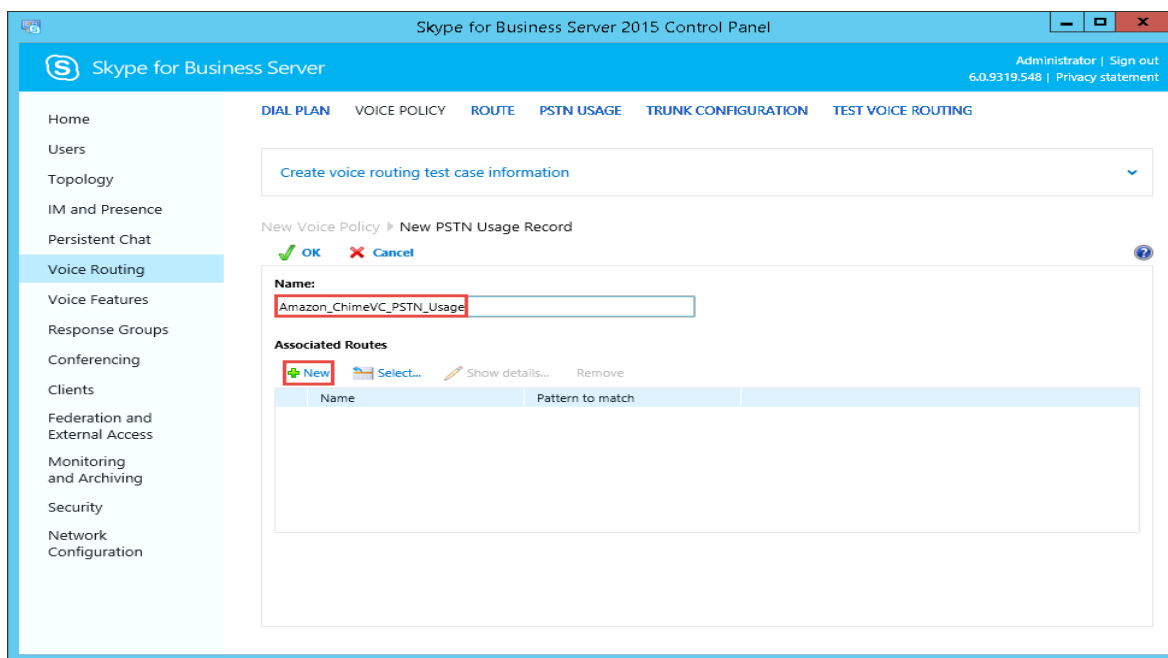 Skype for Business Server 2015 Control Panel
Skype for Business Server
Administrator | Sign out
6.0.9319.548 | Privacy statement
Home
Users
Topology
IM and Presence
Persistent Chat
Voice Routing
Voice Features
Response Groups
Conferencing
Clients
Federation and
External Access
Monitoring
and Archiving
Security
Network
Configuration
DIAL PLAN VOICE POLICY ROUTE PSTN USAGE TRUNK CONFIGURATION TEST VOICE ROUTING
Create voice routing test case information
New Voice Policy New PSTN Usage Record
OK Cancel
Name:
Amazon_ChimeVC_PSTN_Usage
Associated Routes
New Select... Show details... Remove
Name Pattern to match